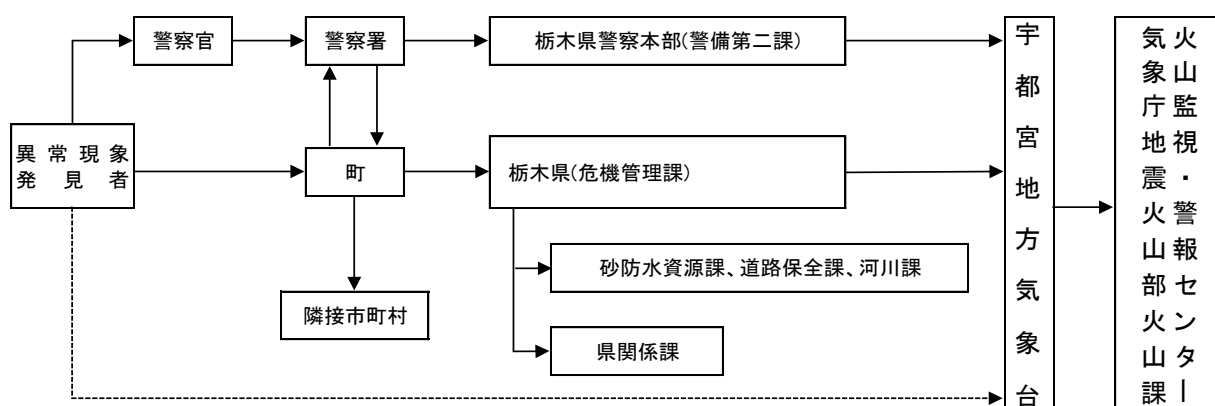 警察官
警察署
栃木県警察本部(警備第二課)
異常現象
発見者
町
栃木県(危機管理課)
砂防水資源課、道路保全課、河川課
隣接市町村
県関係課
宇都宮地方気象台
気象庁地震火山部火山課
火山監視・警報センター